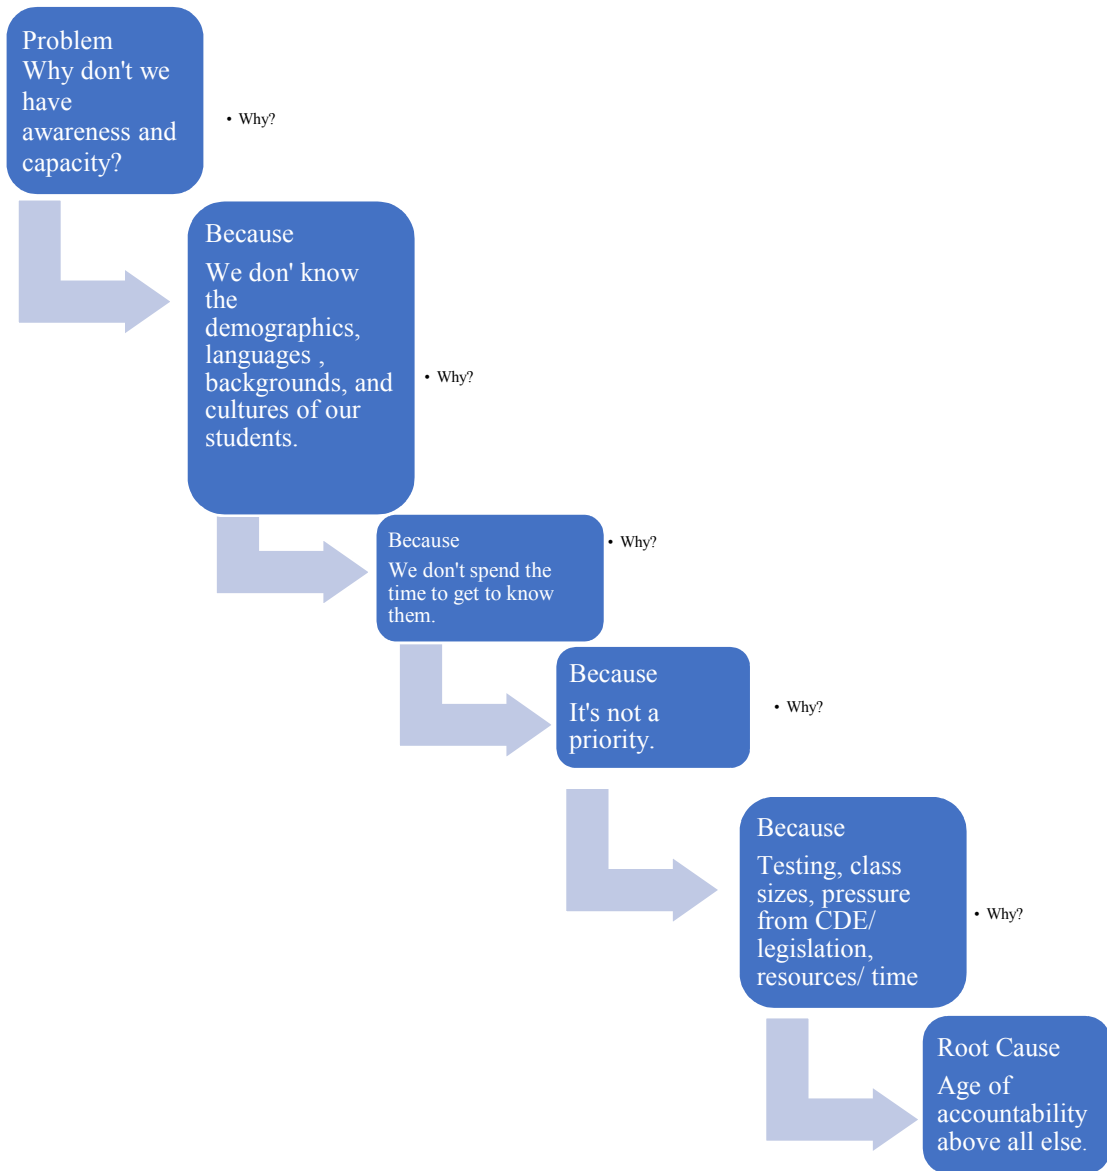 Problem
Why don't we
have
awareness and
capacity?
• Why?
Because
We don' know
the
demographics,
languages ,
backgrounds, and
cultures of our
students.
• Why?
Because
We don't spend the
time to get to know
them.
• Why?
Because
It's not a
priority.
• Why?
Because
Testing, class
sizes, pressure
from CDE/
legislation,
resources/ time
• Why?
Root Cause
Age of
accountability
above all else.